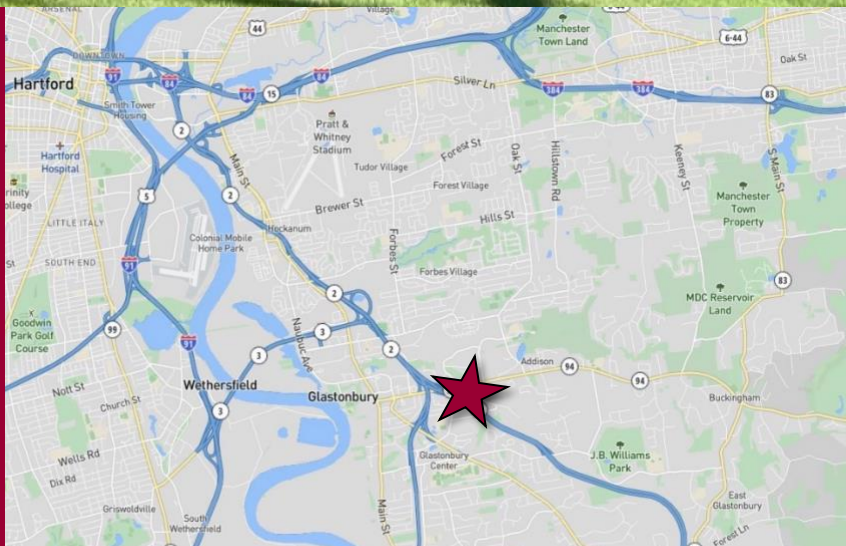 ARSENAL
Village
44
Manchester
Town Land
6-44
Oak St
DOWNTOWN
Hartford
91
84
84
84
15
Silver Ln
384
384
83
Smith Tower
Housing
2
Pratt &
Whitney
Stadium
Hartford
Hospital
Main St
Tudor Village
Forest St
Oak St
Hillstown Rd
Keeney St
S Main St
rinity
ollege
5
2
Forest Village
Manchester
Town
Property
Brewer St
Hills St
LITTLE ITALY
Hockanum
Colonial Mobile
Home Park
Forbes St
St
SOUTH END
91
Forbes Village
83
2
MDC Reservoir
Land
Goodwin
Park Golf
Course
99
3
Naubuc Ave
91
3
2
Addison
94
94
Nott St
Wethersfield
Glastonbury
Buckingham
Church St
3
Wells Rd
Glastonbury
Center
J.B. Williams
Park
Dix Rd
Main St
East
Glastonbury
Griswoldville
South
Wethersfield
Forest Ln